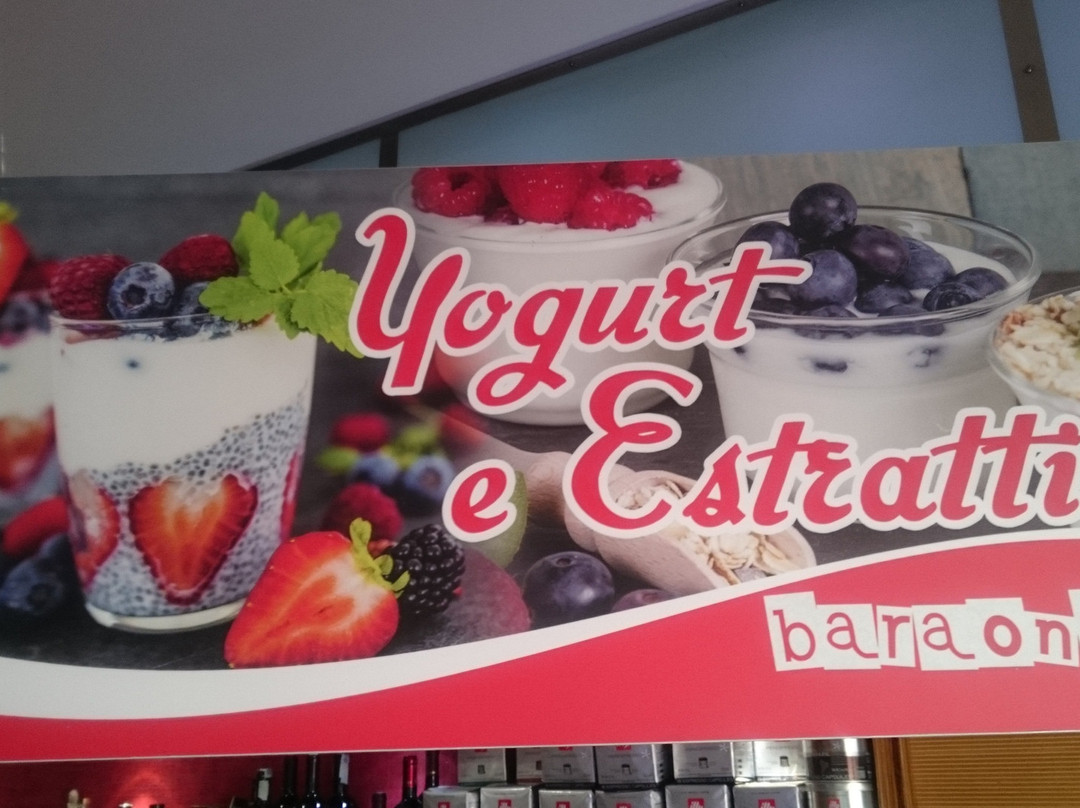 Yogurt
e Estratti
baraon